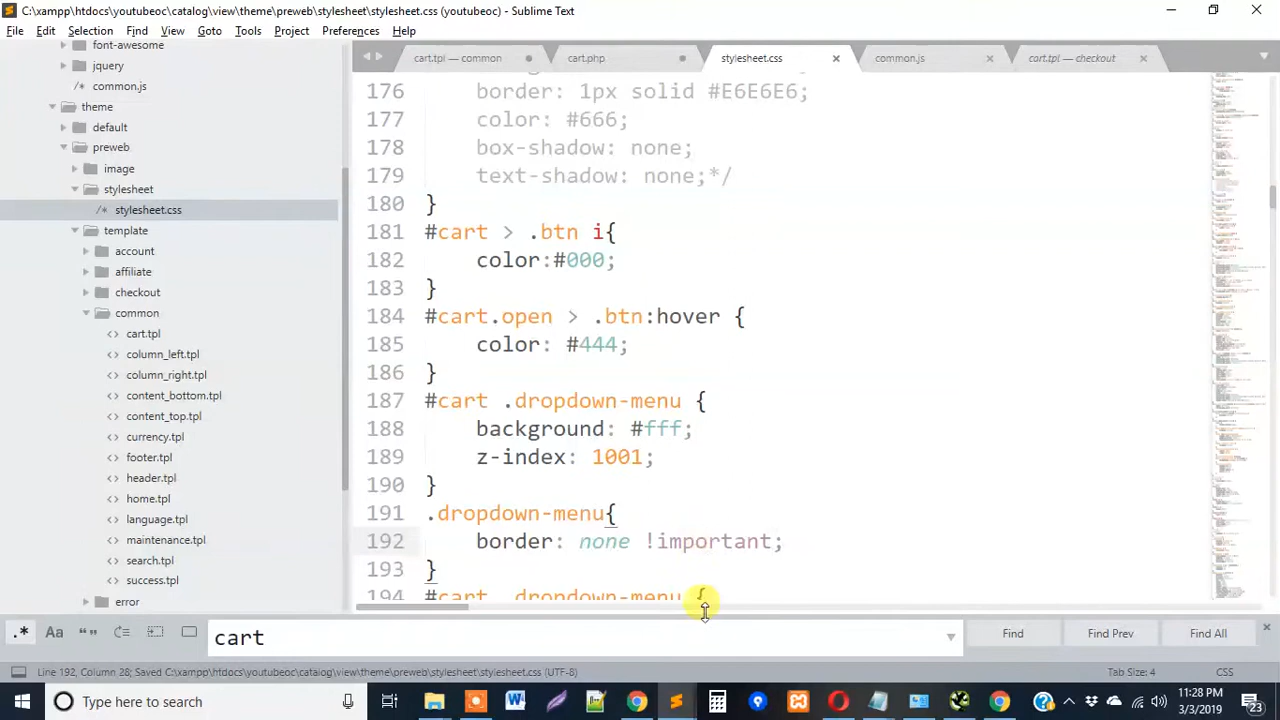 C:\xampp\htdocs\youtubeoc\catalog\view\theme\preweb\stylesheet\stylesheet.css (youtubeoc) - Sublime Text
File Edit Selection Find View Goto Tools Project Preferences Help
font-awesome
jquery
common.js
theme
default
preweb
image
stylesheet
stylesheet.css
template
account
affiliate
checkout
common
cart.tpl
column_left.tpl
column_right.tpl
content_bottom.tpl
content_top.tpl
currency.tpl
footer.tpl
header.tpl
home.tpl
language.tpl
maintenance.tpl
search.tpl
success.tpl
error
cart.tpl — common
cart.php
stylesheet.css
common.js
checkout
176 border: 1px solid #E6E6E6;
177 color: #666;
178 box-shadow: none;
179 text-shadow: none;*/
180 }
181 #cart > .btn i
182 color:#000
183
184 :hover {
185 color: #444
186
187 #cart .dropdown-menu
188 background: #fff
189 1001;
190 }
191 .dropdown-menu
192 border: none !important;
193
194 #cart .dropdown-menu
.* Aa “”
cart
Find
Find Prev
Find All
Line 192, Column 28; Saved C:\xampp\htdocs\youtubeoc\catalog\view\theme\preweb\stylesheet\stylesheet.css (UTF-8)
Tab Size: 4
CSS
Type here to search
11:28 PM
3/3/2019
23